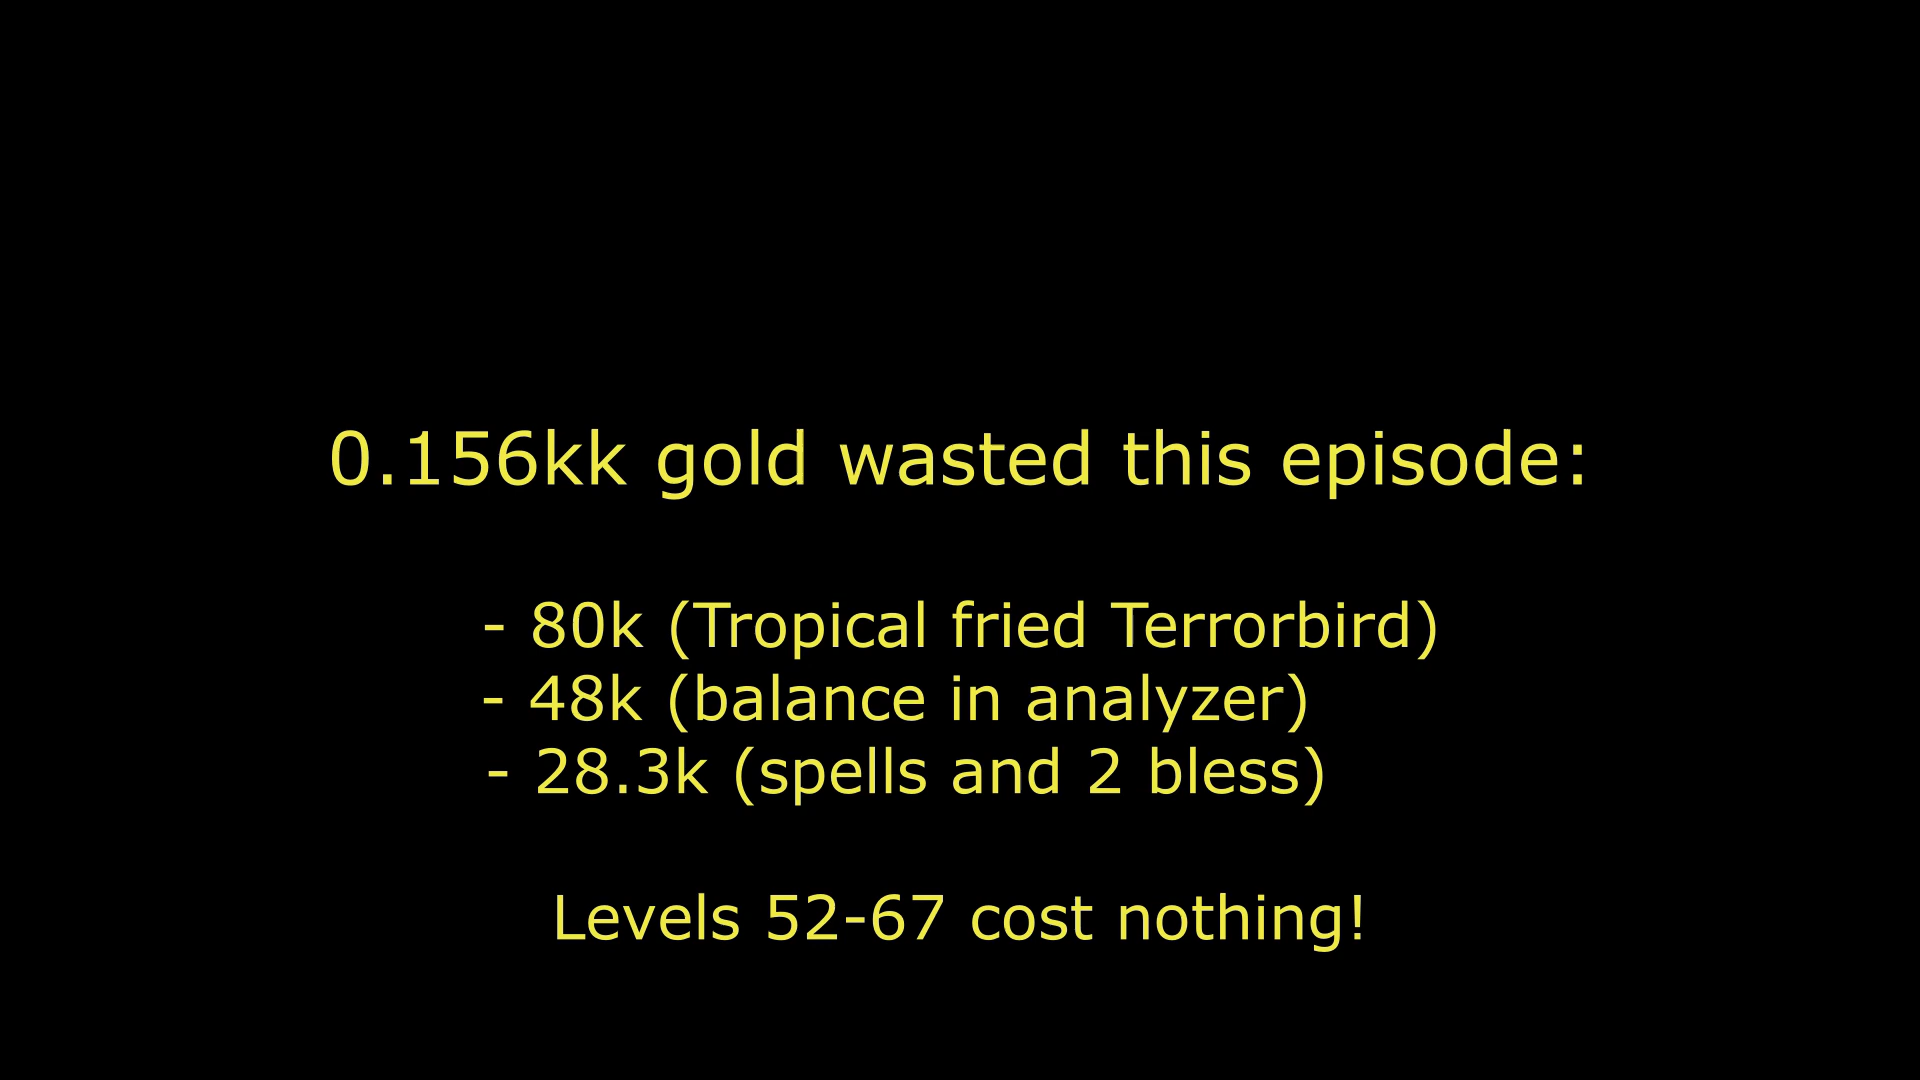 0.156kk gold wasted this episode:
- 80k (Tropical fried Terrorbird)
- 48k (balance in analyzer)
- 28.3k (spells and 2 bless)
Levels 52-67 cost nothing!